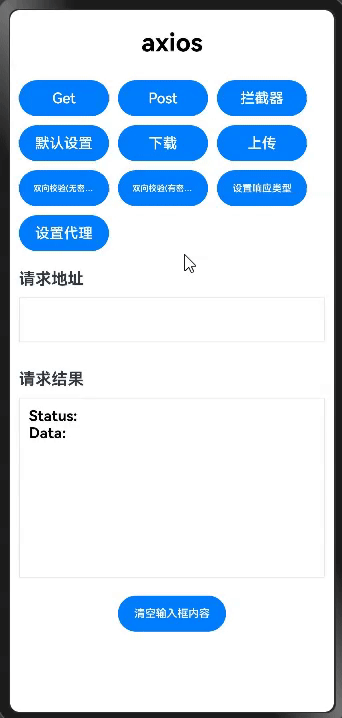 axios
Get
Post
拦截器
默认设置
下载
上传
双向校验(无密...
双向校验(有密...
设置响应类型
设置代理
请求地址
请求结果
Status:
Data:
清空输入框内容